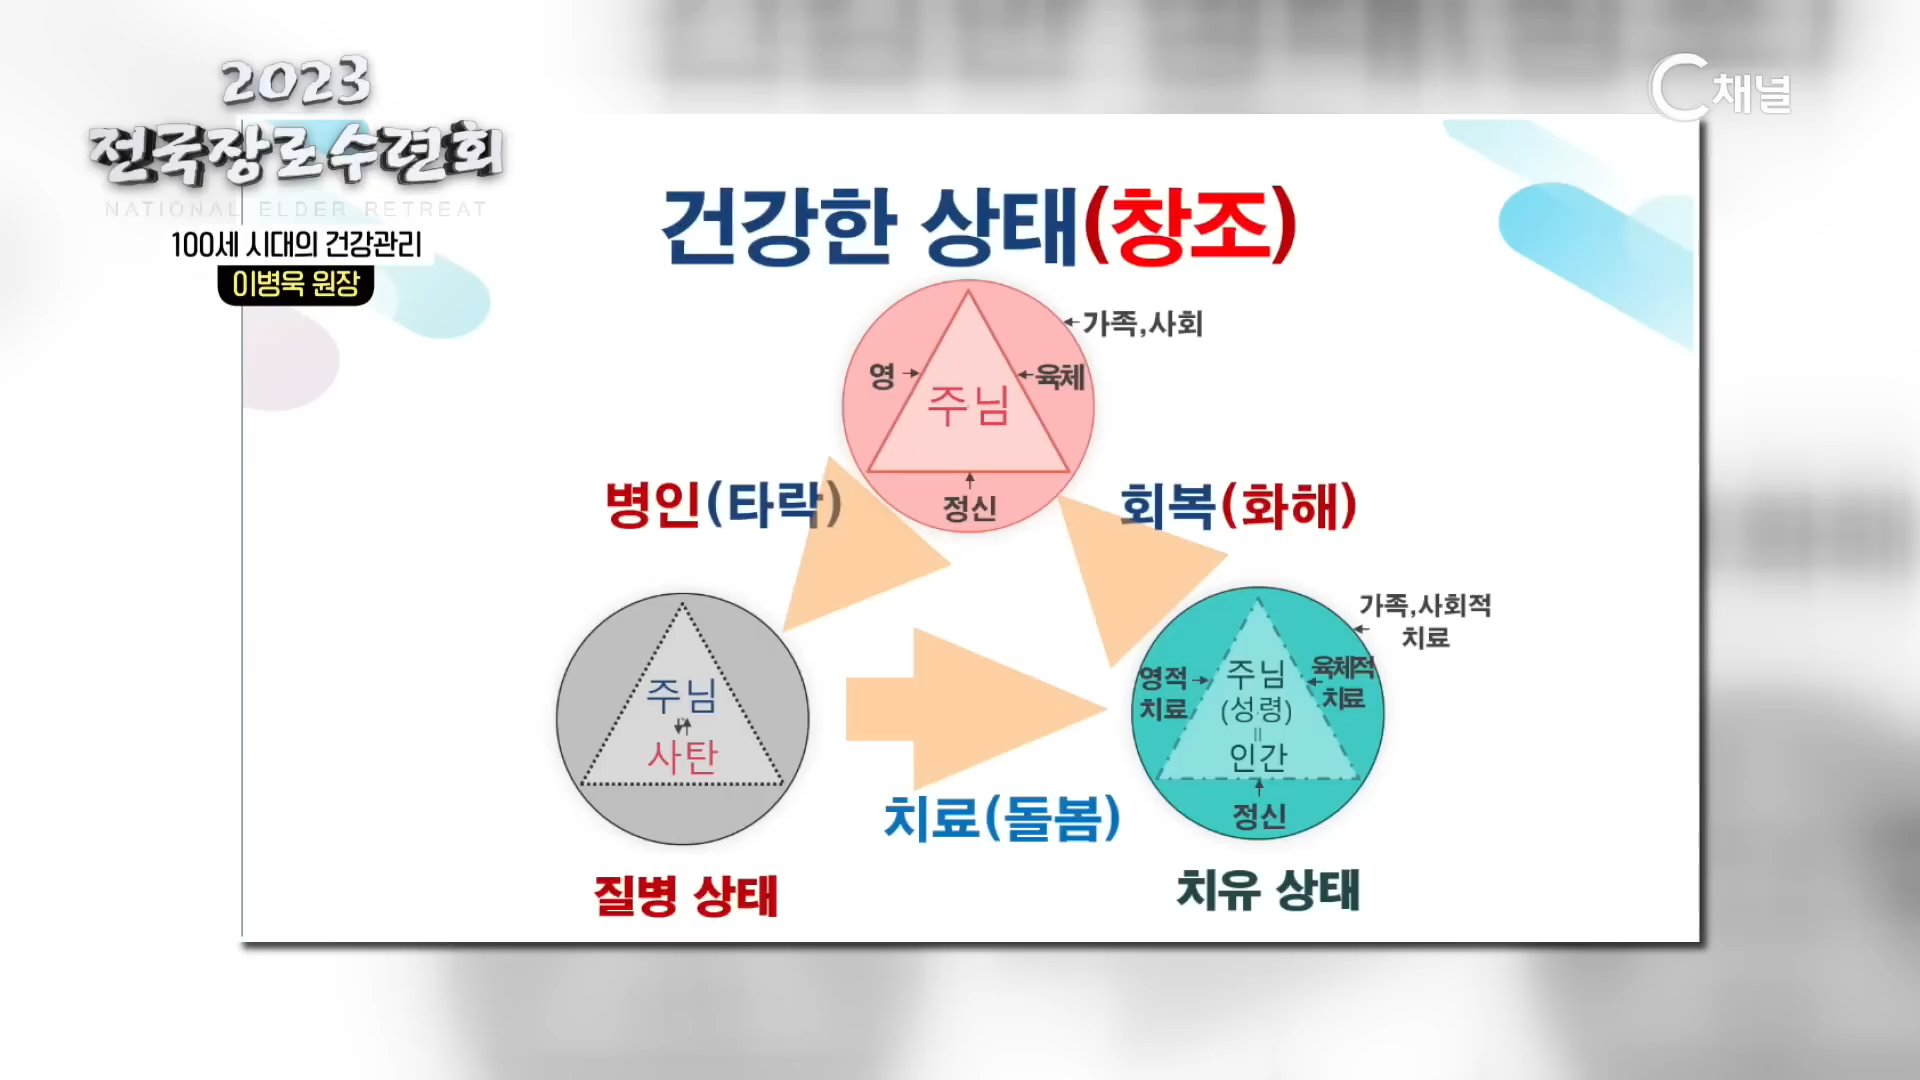 2023
전국장로수련회
NATIONAL ELDER RETREAT
100세 시대의 건강관리
이병욱 원장
C채널
건강한 상태(창조)
가족,사회
영
육체
주님
정신
병인(타락)
회복(화해)
주님
사탄
가족,사회적
치료
영적
치료
주님
(성령)
=
인간
육체적
치료
정신
치료(돌봄)
질병 상태
치유 상태